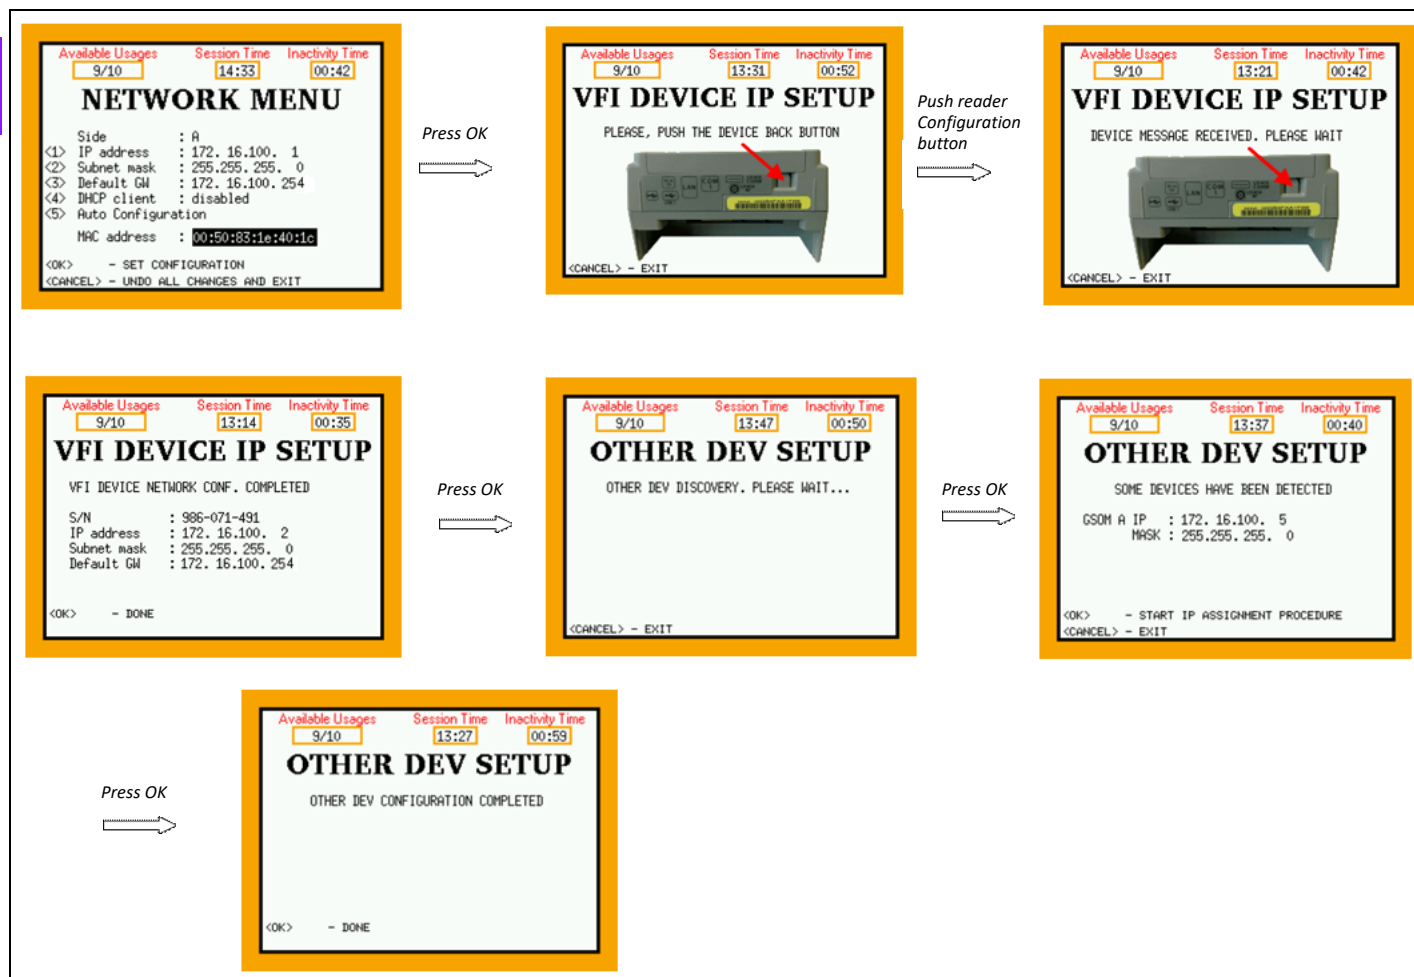 Available Usages Session Time Inactivity Time
9/10 14:33 00:42
NETWORK MENU
Side : A
<1> IP address : 172. 16.100. 1
<2> Subnet mask : 255.255.255. 0
<3> Default GW : 172. 16.100.254
<4> DHCP client : disabled
<5> Auto Configuration
MAC address : 00:50:83:1e:40:1c
<OK> - SET CONFIGURATION
<CANCEL> - UNDO ALL CHANGES AND EXIT
Press OK
Available Usages Session Time Inactivity Time
9/10 13:31 00:52
VFI DEVICE IP SETUP
PLEASE, PUSH THE DEVICE BACK BUTTON
LAN
COM
<CANCEL> - EXIT
Push reader
Configuration
button
Available Usages Session Time Inactivity Time
9/10 13:21 00:42
VFI DEVICE IP SETUP
DEVICE MESSAGE RECEIVED. PLEASE WAIT
LAN
COM
<CANCEL> - EXIT
Available Usages Session Time Inactivity Time
9/10 13:14 00:35
VFI DEVICE IP SETUP
VFI DEVICE NETWORK CONF. COMPLETED
S/N : 986-071-491
IP address : 172. 16.100. 2
Subnet mask : 255.255.255. 0
Default GW : 172. 16.100.254
<OK> - DONE
Press OK
Available Usages Session Time Inactivity Time
9/10 13:47 00:50
OTHER DEV SETUP
OTHER DEV DISCOVERY. PLEASE WAIT...
<CANCEL> - EXIT
Press OK
Available Usages Session Time Inactivity Time
9/10 13:37 00:40
OTHER DEV SETUP
SOME DEVICES HAVE BEEN DETECTED
GSOM A IP : 172. 16.100. 5
MASK : 255.255.255. 0
<OK> - START IP ASSIGNMENT PROCEDURE
<CANCEL> - EXIT
Press OK
Available Usages Session Time Inactivity Time
9/10 13:27 00:59
OTHER DEV SETUP
OTHER DEV CONFIGURATION COMPLETED
<OK> - DONE